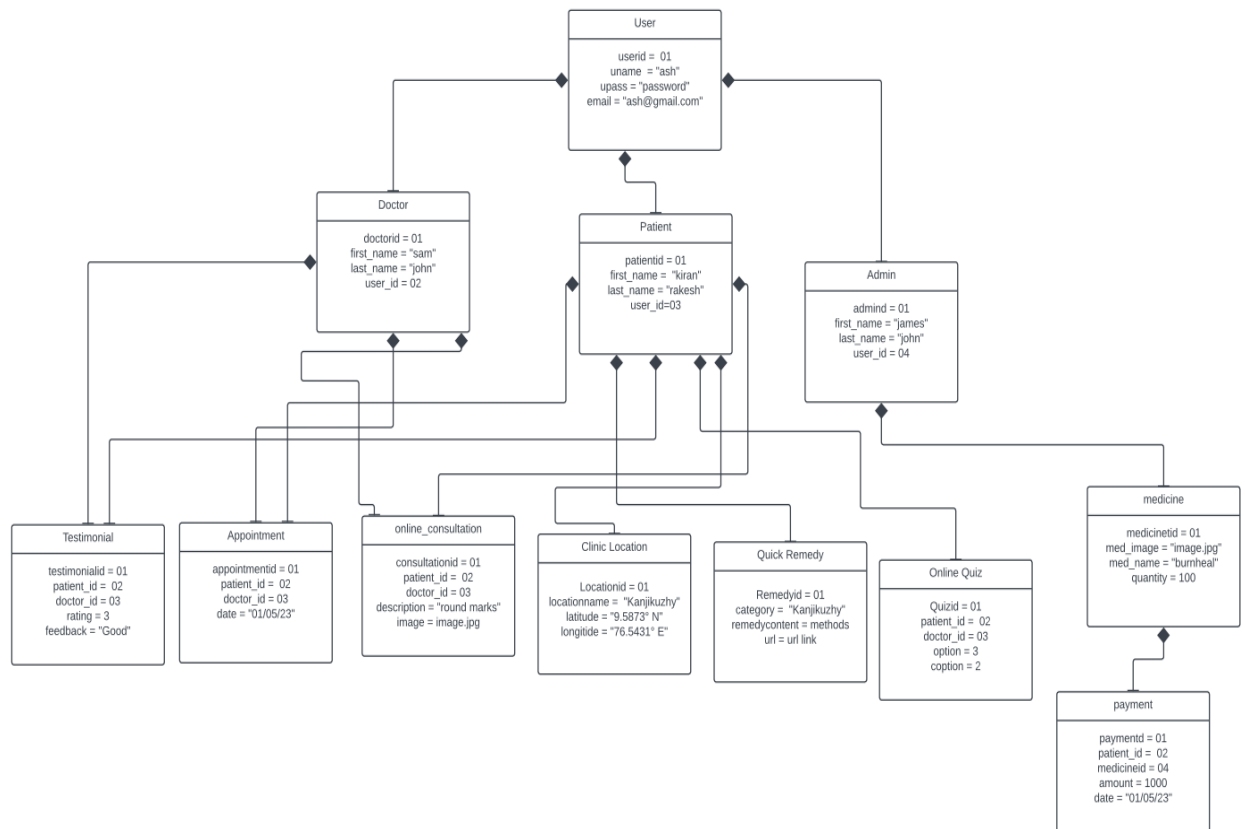 User
userid = 01
uname = "ash"
upass = "password"
email = "ash@gmail.com"
Doctor
doctorid = 01
first_name = "sam"
last_name = "john"
user_id = 02
Patient
patientid = 01
first_name = "kiran"
last_name = "rakesh"
user_id=03
Admin
admind = 01
first_name = "james"
last_name = "john"
user_id = 04
Testimonial
testimonialid = 01
patient_id = 02
doctor_id = 03
rating = 3
feedback = "Good"
Appointment
appointmentid = 01
patient_id = 02
doctor_id = 03
date = "01/05/23"
online_consultation
consultationid = 01
patient_id = 02
doctor_id = 03
description = "round marks"
image = image.jpg
Clinic Location
Locationid = 01
locationname = "Kanjikuzhy"
latitude = "9.5873° N"
longitide = "76.5431° E"
Quick Remedy
Remedyid = 01
category = "Kanjikuzhy"
remedycontent = methods
url = url link
Online Quiz
Quizid = 01
patient_id = 02
doctor_id = 03
option = 3
coption = 2
medicine
medicinetid = 01
med_image = "image.jpg"
med_name = "burnheal"
quantity = 100
payment
paymentd = 01
patient_id = 02
medicineid = 04
amount = 1000
date = "01/05/23"